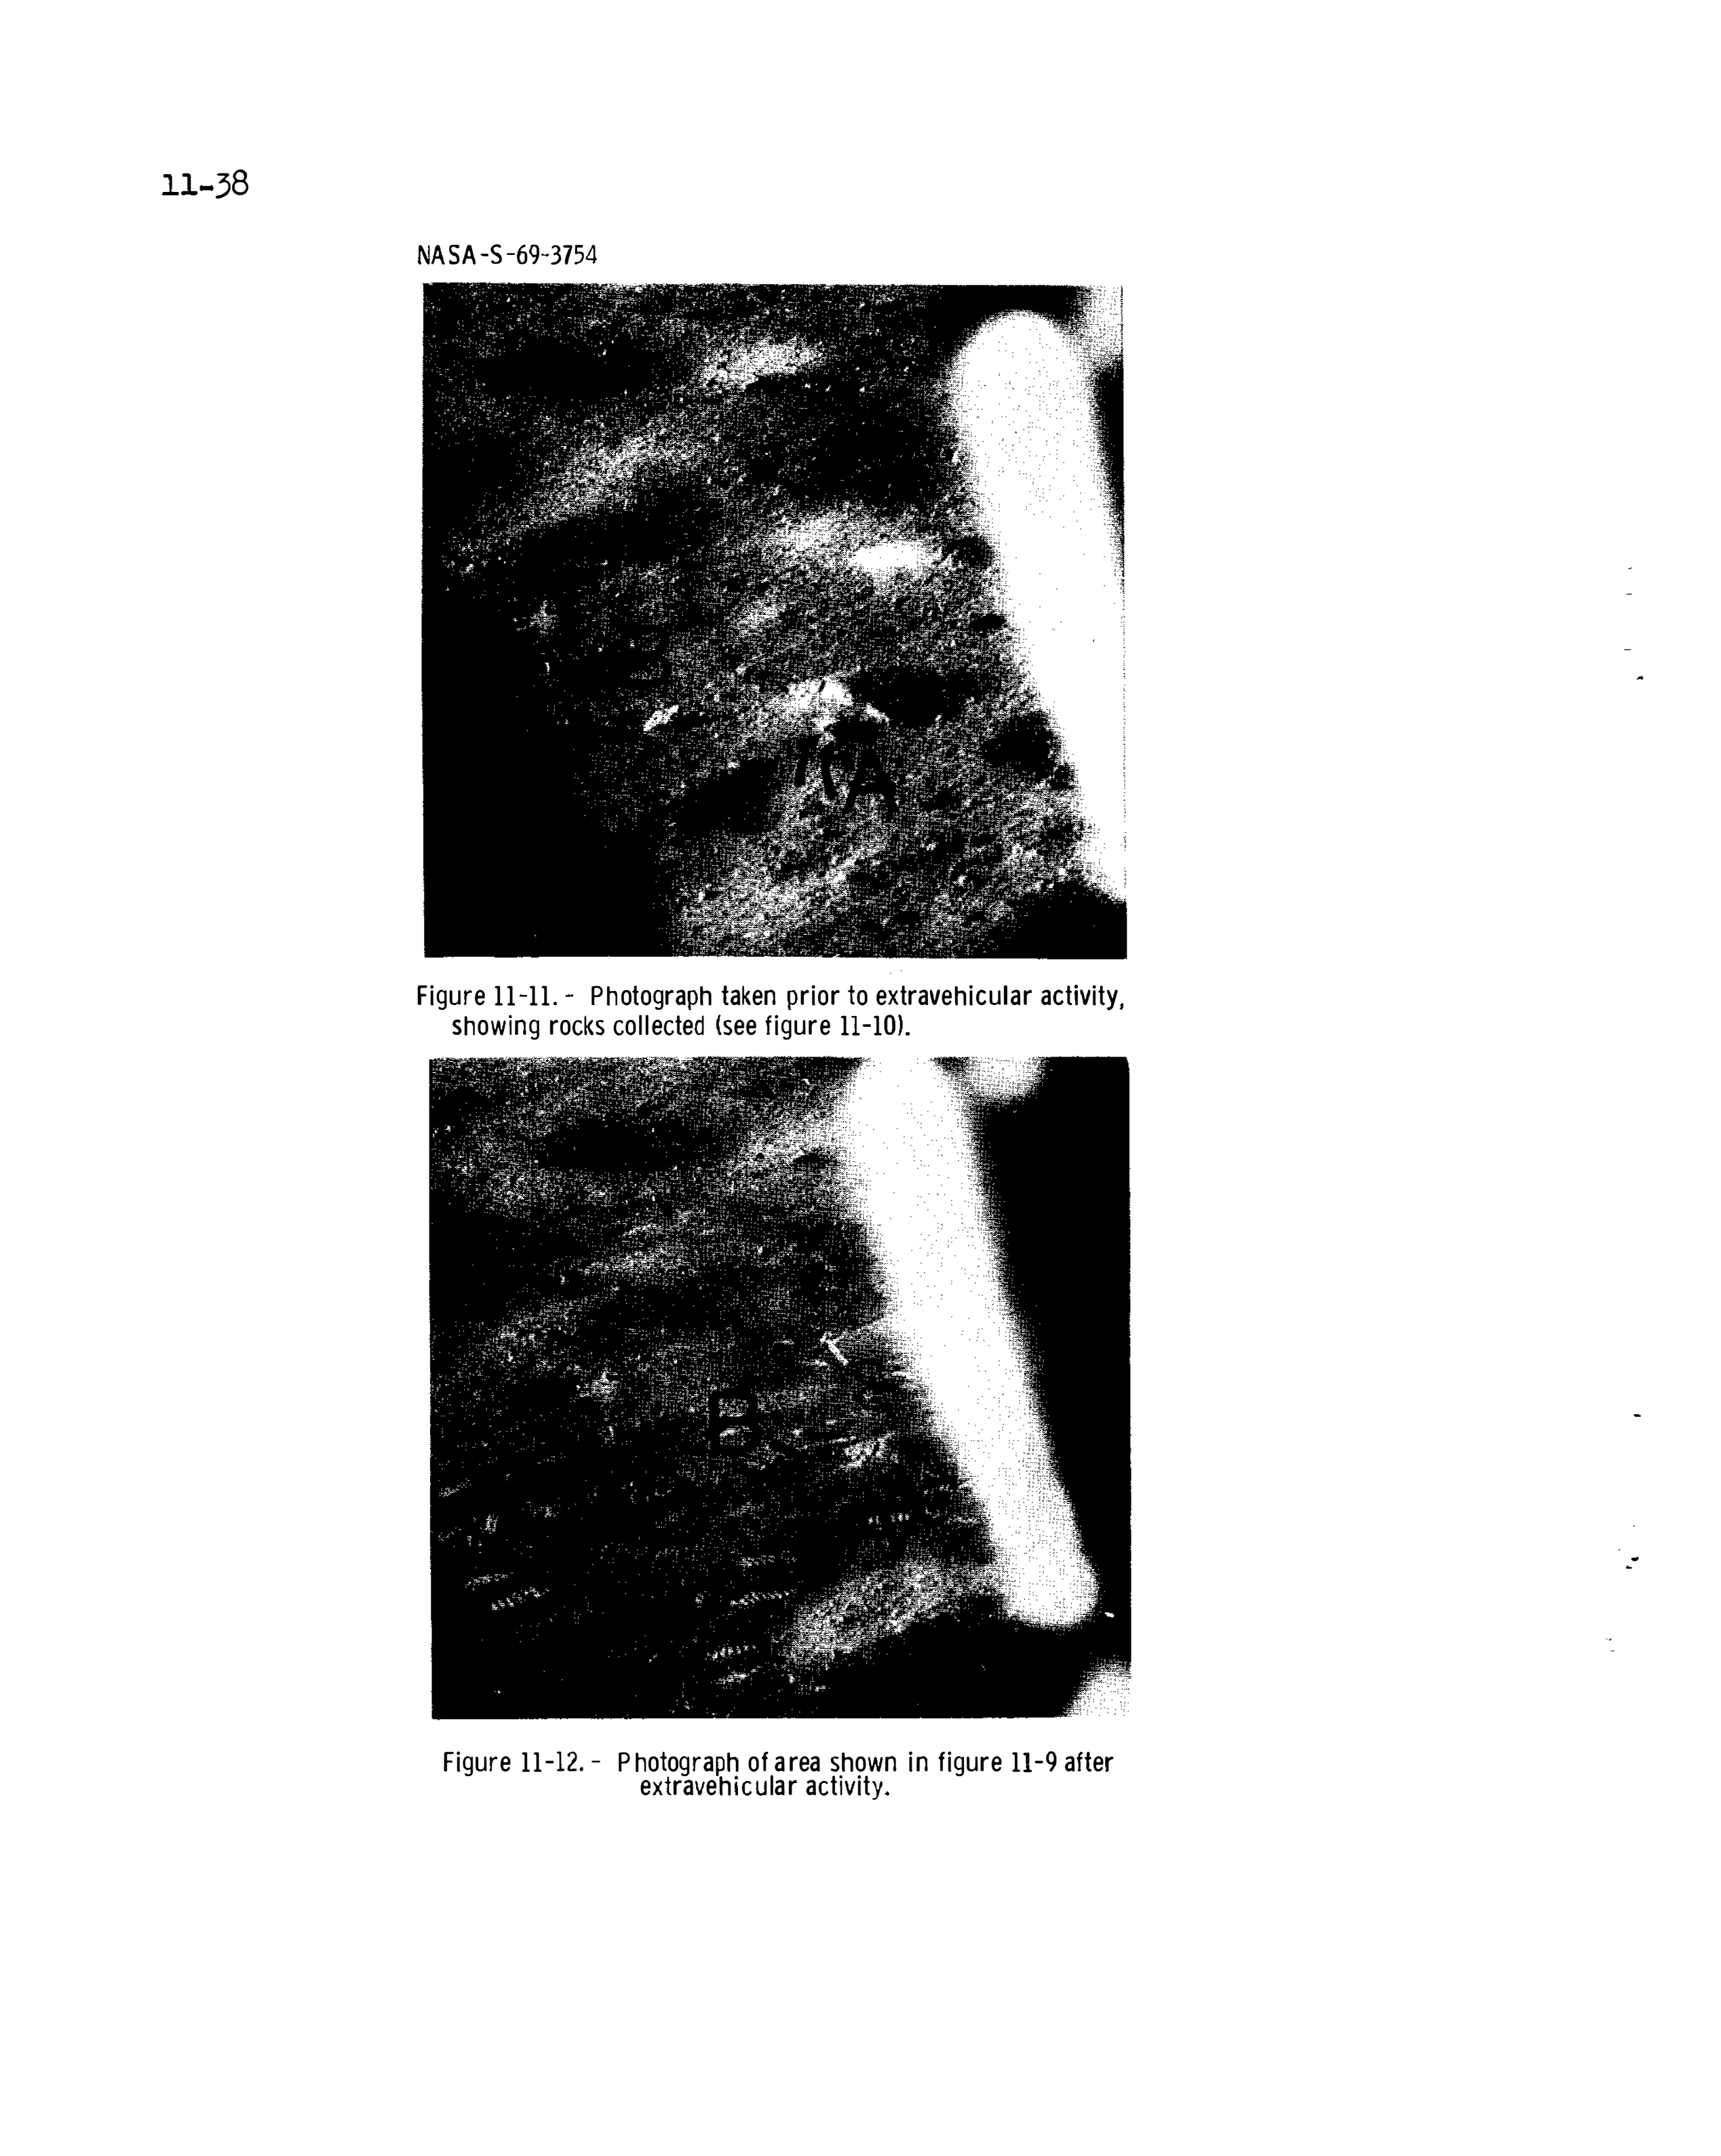 11-38
NASA-S-69-3754
A
Figure 11-11. - Photograph taken prior to extravehicular activity,
showing rocks collected (see figure 11-10).
B
Figure 11-12. - Photograph of area shown in figure 11-9 after
extravehicular activity.